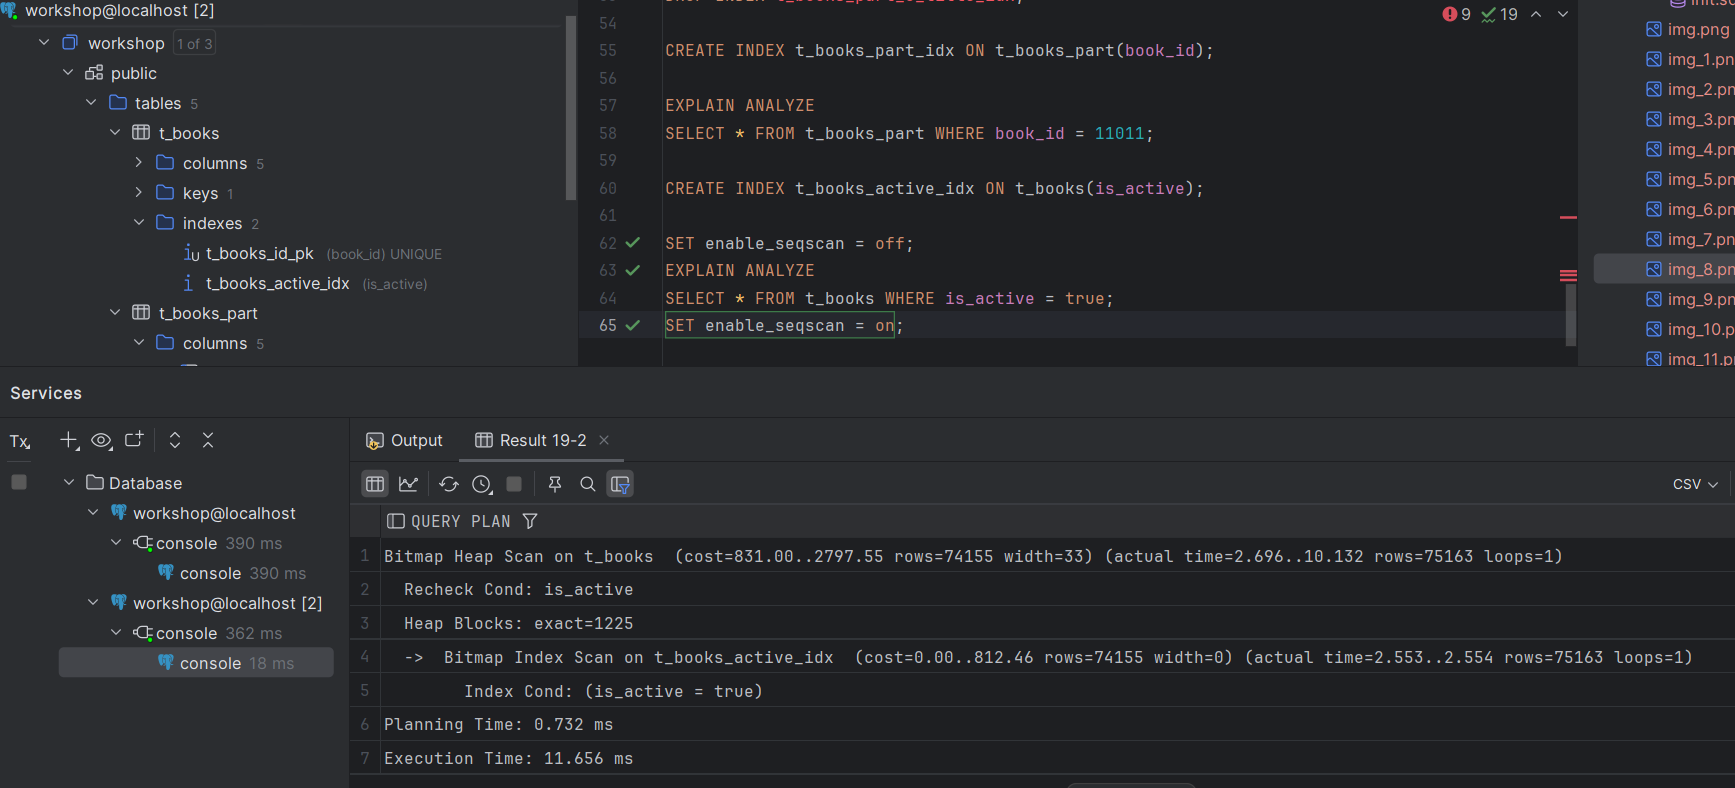 workshop@localhost [2]
workshop 1 of 3
public
tables 5
t_books
columns 5
keys 1
indexes 2
t_books_id_pk (book_id) UNIQUE
t_books_active_idx (is_active)
t_books_part
columns 5
54
55 CREATE INDEX t_books_part_idx ON t_books_part(book_id);
56
57 EXPLAIN ANALYZE
58 SELECT * FROM t_books_part WHERE book_id = 11011;
59
60 CREATE INDEX t_books_active_idx ON t_books(is_active);
61
62 SET enable_seqscan = off;
63 EXPLAIN ANALYZE
64 SELECT * FROM t_books WHERE is_active = true;
65 SET enable_seqscan = on;
9 19
img.png
img_1.pn
img_2.pn
img_3.pn
img_4.pn
img_5.pn
img_6.pn
img_7.pn
img_8.pn
img_9.pn
img_10.p
img_11.p
Services
Tx
Database
workshop@localhost
console 390 ms
console 390 ms
workshop@localhost [2]
console 362 ms
console 18 ms
Output Result 19-2
CSV
QUERY PLAN
1 Bitmap Heap Scan on t_books (cost=831.00..2797.55 rows=74155 width=33) (actual time=2.696..10.132 rows=75163 loops=1)
2 Recheck Cond: is_active
3 Heap Blocks: exact=1225
4 -> Bitmap Index Scan on t_books_active_idx (cost=0.00..812.46 rows=74155 width=0) (actual time=2.553..2.554 rows=75163 loops=1)
5 Index Cond: (is_active = true)
6 Planning Time: 0.732 ms
7 Execution Time: 11.656 ms